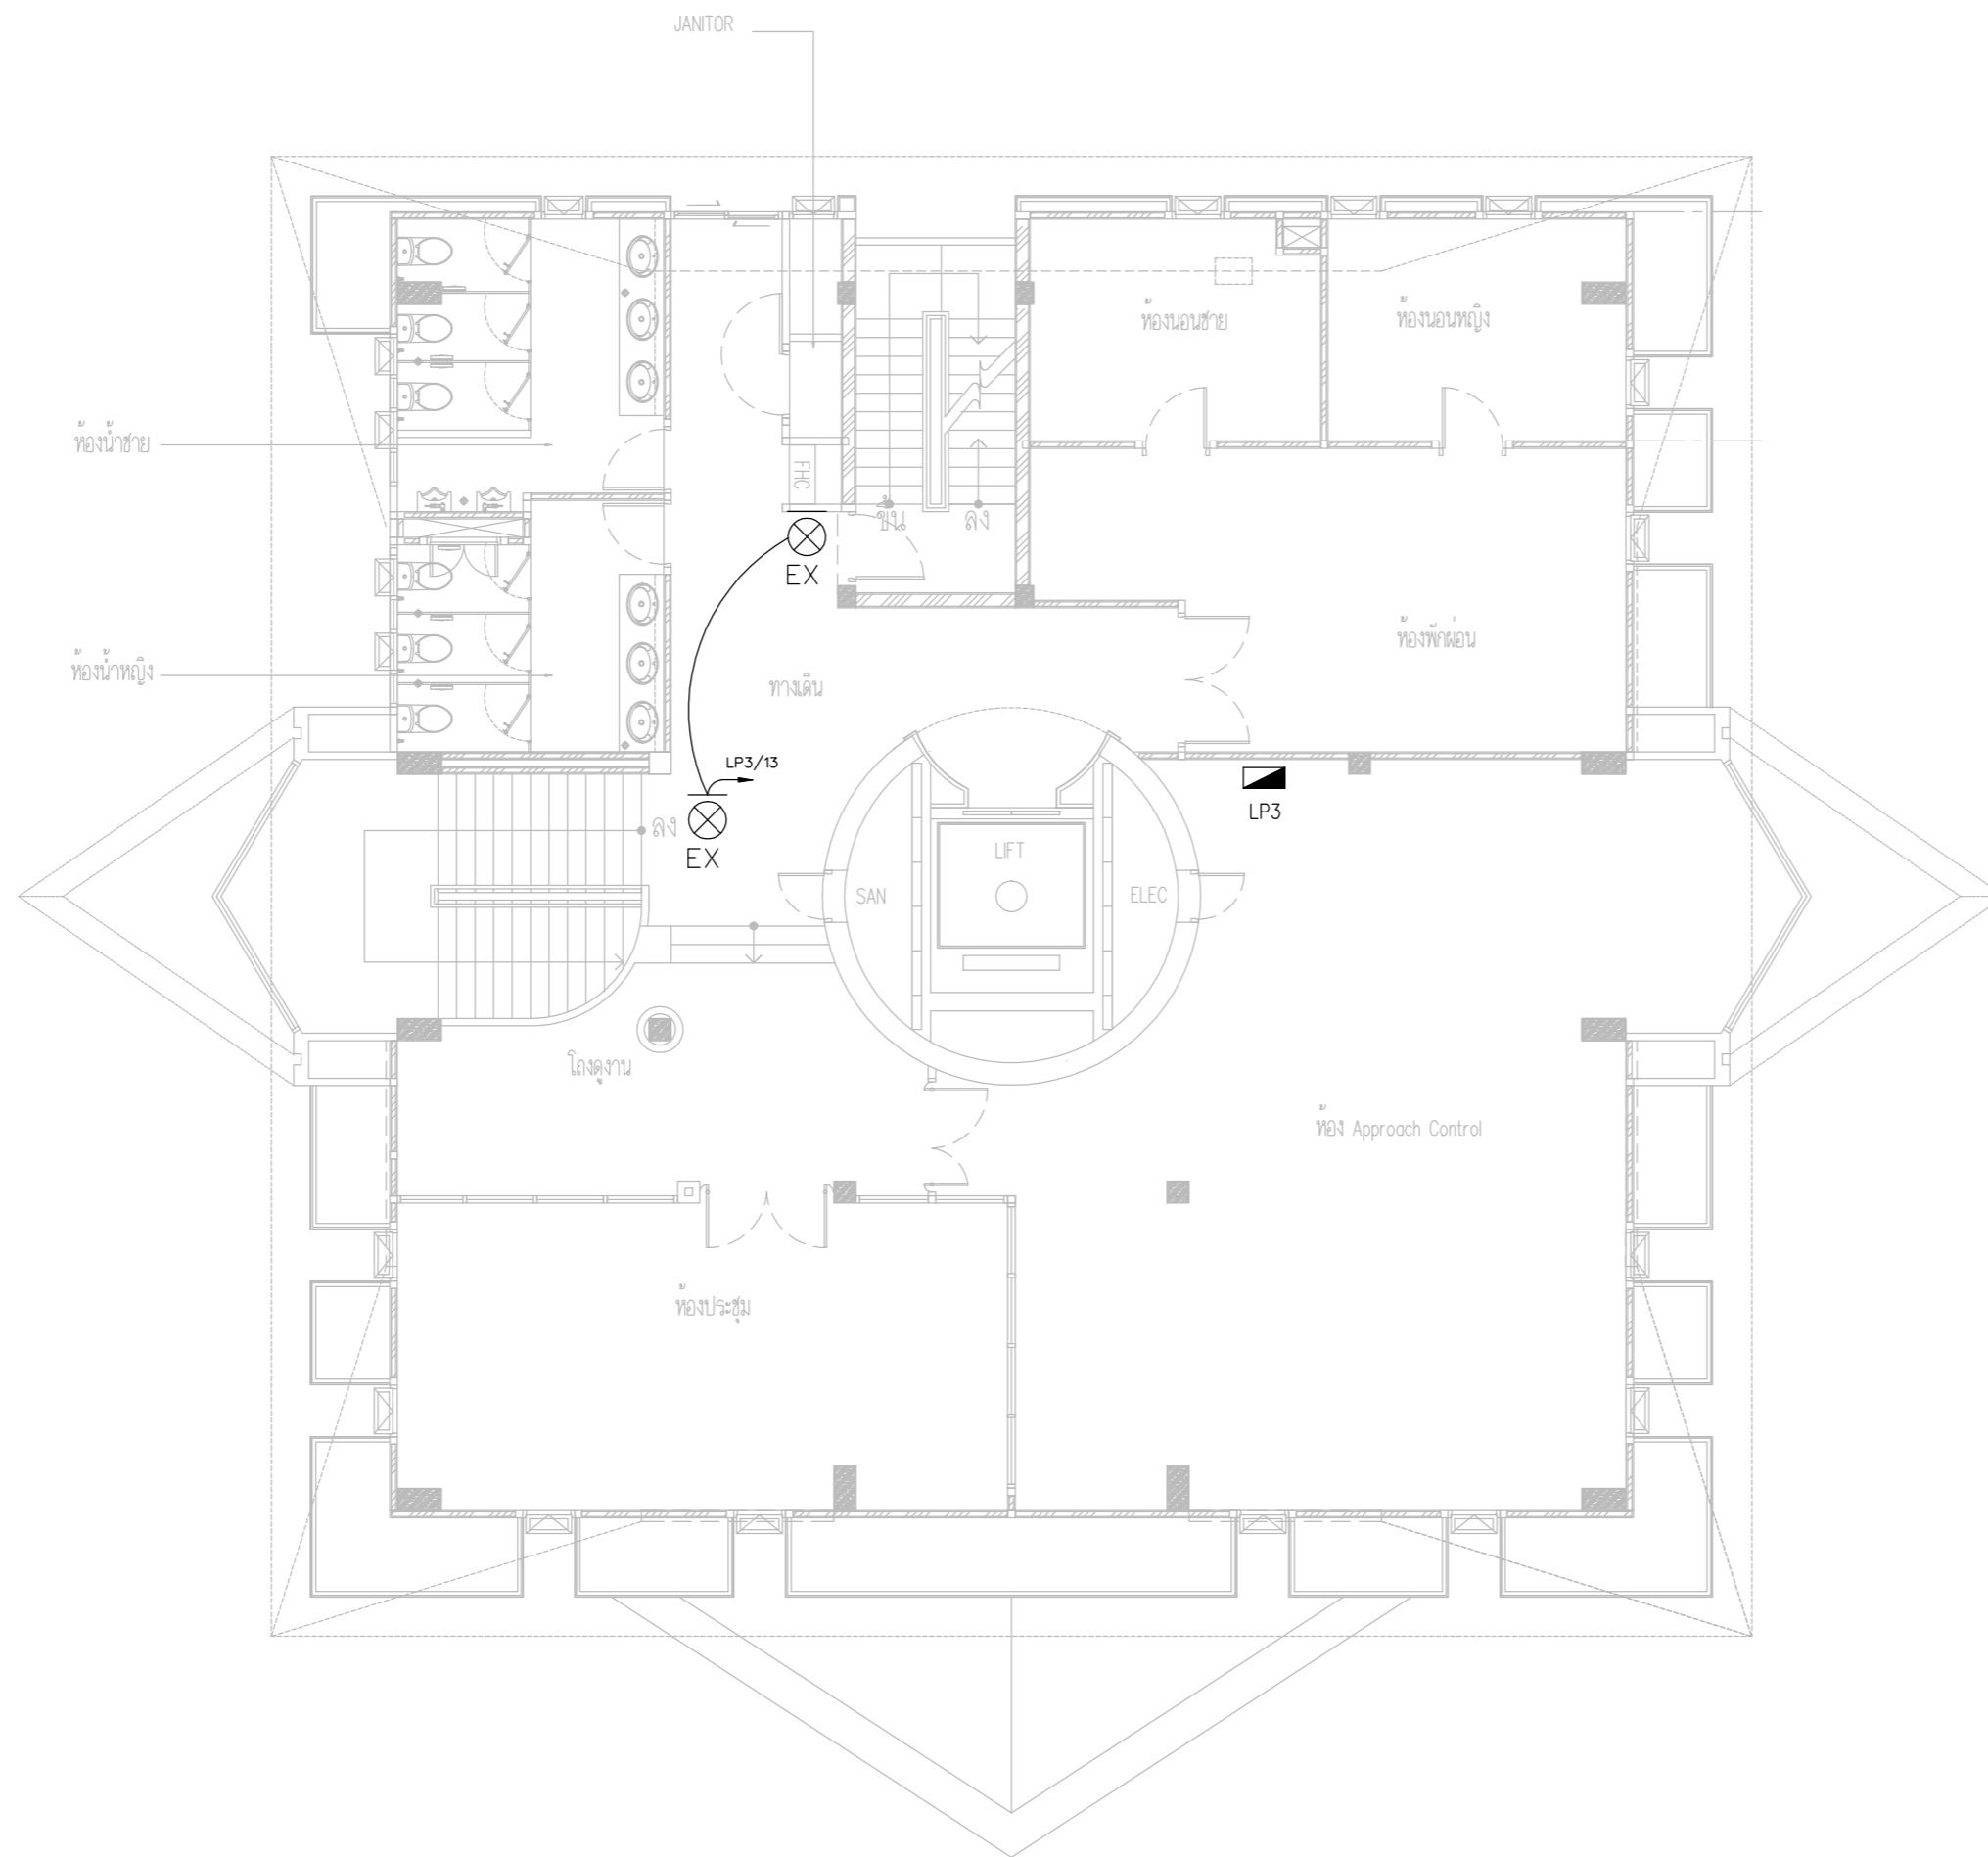 JANITOR
ห้องนอนชาย
ห้องนอนหญิง
ห้องน้ำชาย
FHC
ขึ้น
ลง
EX
ห้องพักผ่อน
ห้องน้ำหญิง
ทางเดิน
LP3/13
LP3
ลง
EX
LIFT
SAN
ELEC
โถงดูงาน
ห้อง Approach Control
ห้องประชุม